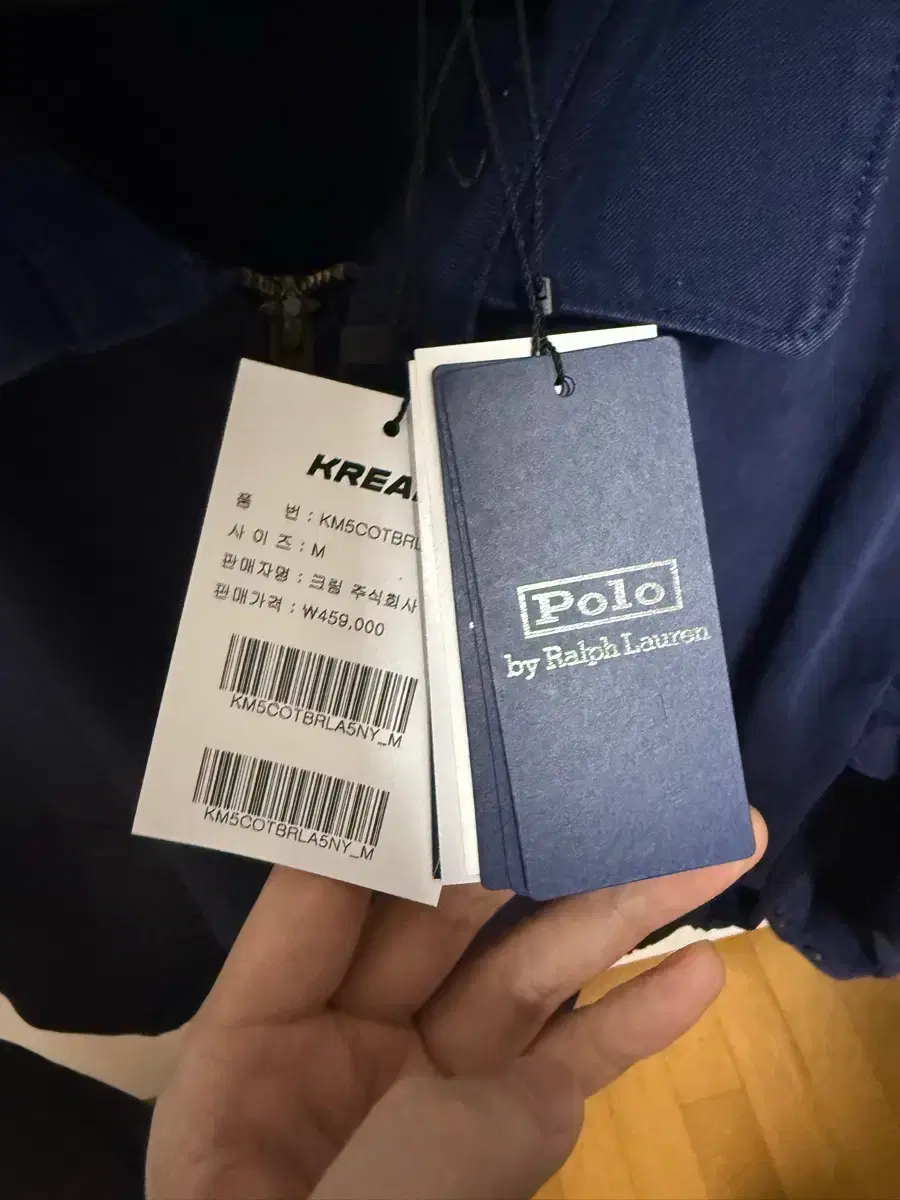 KREA
품 번 : KM5COTBRL
사 이 즈 : M
판매자명 : 크림 주식회사
판매가격 : ₩459,000
KM5COTBRLA5NY_M
KM5COTBRLA5NY_M
Polo
by Ralph Lauren